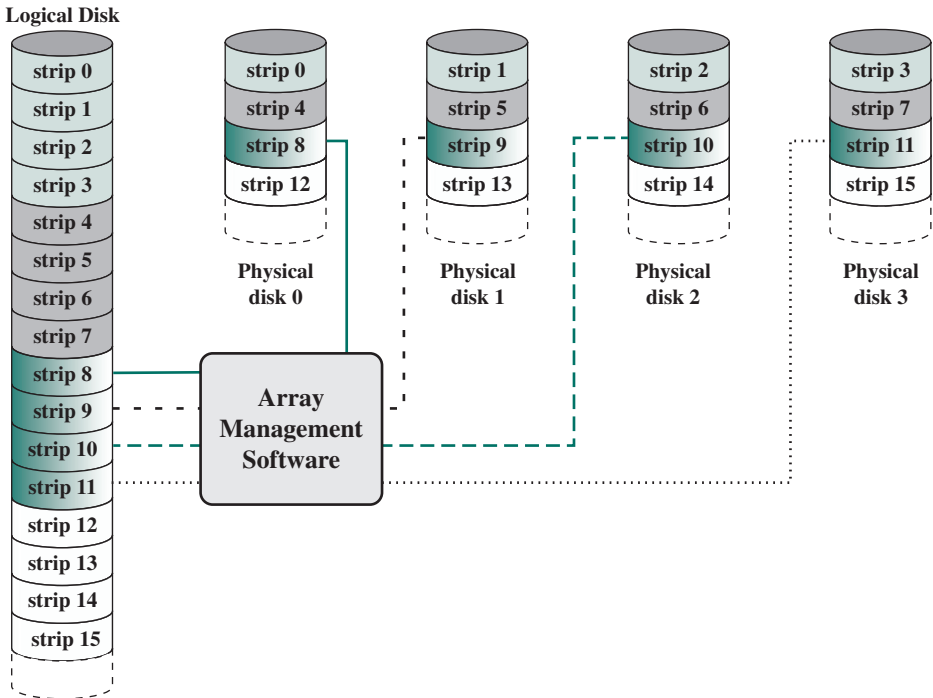 Logical Disk
strip 0
strip 1
strip 2
strip 3
strip 4
strip 5
strip 6
strip 7
strip 8
strip 9
strip 10
strip 11
strip 12
strip 13
strip 14
strip 15
strip 0
strip 4
strip 8
strip 12
Physical
disk 0
strip 1
strip 5
strip 9
strip 13
Physical
disk 1
strip 2
strip 6
strip 10
strip 14
Physical
disk 2
strip 3
strip 7
strip 11
strip 15
Physical
disk 3
Array
Management
Software